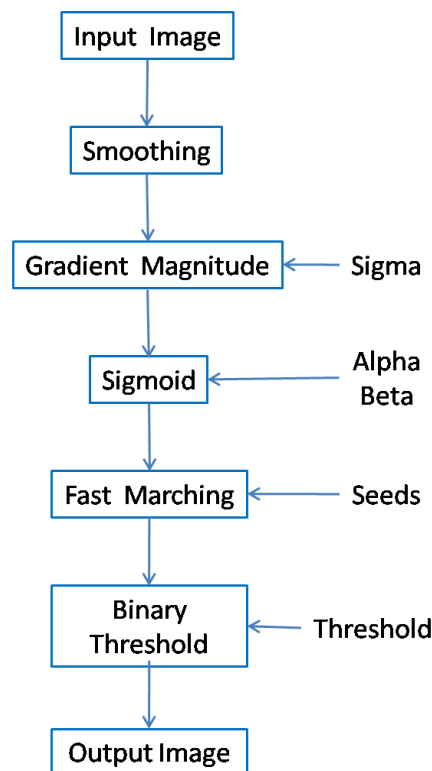 Input Image
Smoothing
Gradient Magnitude
Sigma
Sigmoid
Alpha
Beta
Fast Marching
Seeds
Binary
Threshold
Threshold
Output Image